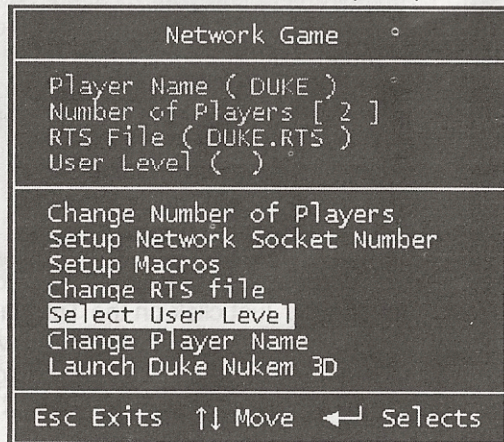 Network Game
Player Name ( DUKE )
Number of Players [ 2 ]
RTS File ( DUKE.RTS )
User Level ( )
Change Number of Players
Setup Network Socket Number
Setup Macros
Change RTS file
Select User Level
Change Player Name
Launch Duke Nukem 3D
Esc Exits ↑↓ Move ◄┘ Selects